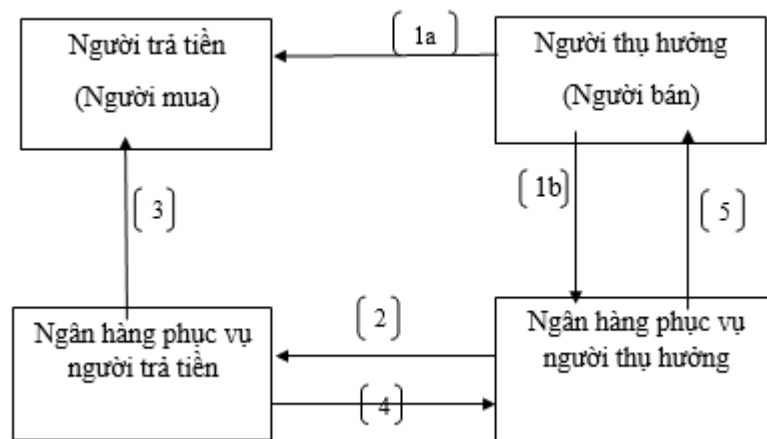 Người trả tiền
(Người mua)
(1a)
Người thụ hưởng
(Người bán)
(3)
(1b)
(5)
Ngân hàng phục vụ
người trả tiền
(2)
(4)
Ngân hàng phục vụ
người thụ hưởng